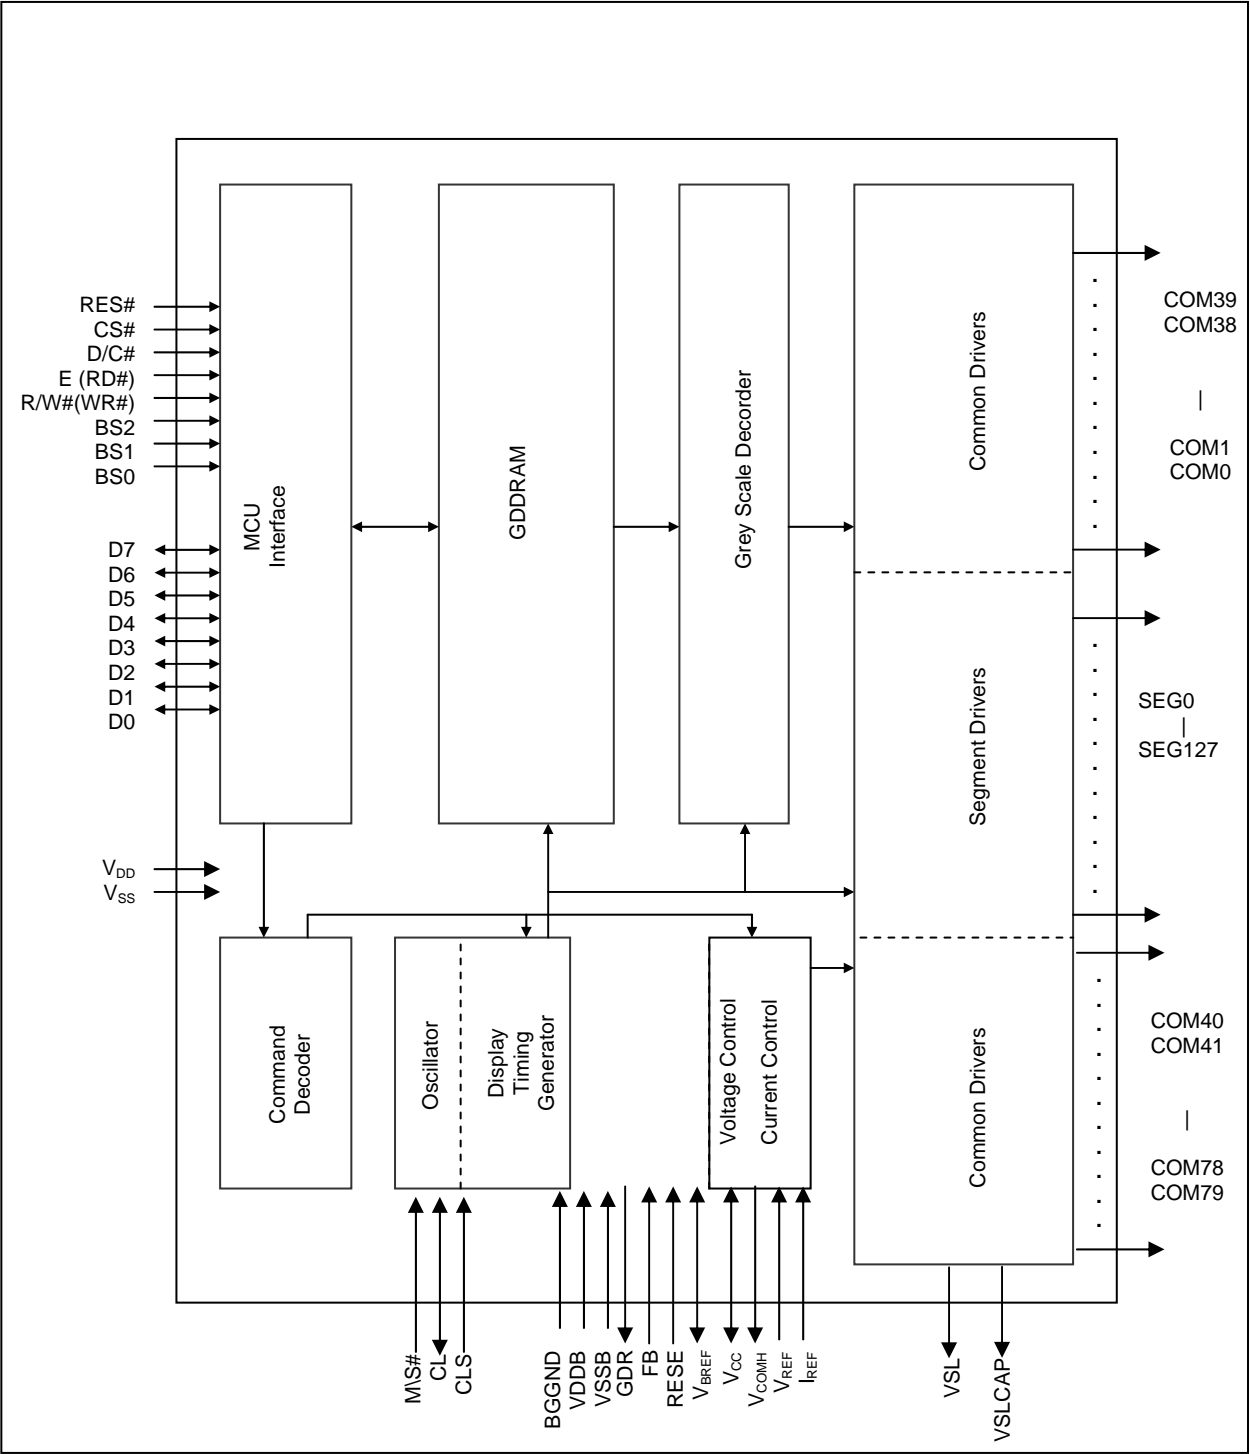 RES#
CS#
D/C#
E (RD#)
R/W#(WR#)
BS2
BS1
BS0
D7
D6
D5
D4
D3
D2
D1
D0
VDD
VSS
MCU
Interface
GDDRAM
Grey Scale Decorder
Common Drivers
Segment Drivers
Common Drivers
COM39
COM38
|
COM1
COM0
SEG0
|
SEG127
COM40
COM41
|
COM78
COM79
Command
Decoder
Oscillator
Display
Timing
Generator
Voltage Control
Current Control
M\S#
CL
CLS
BGGND
VDDB
VSSB
GDR
FB
RESE
VBREF
VCC
VCOMH
VREF
IREF
VSL
VSLCAP